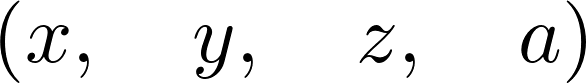 (x, y, z, a)